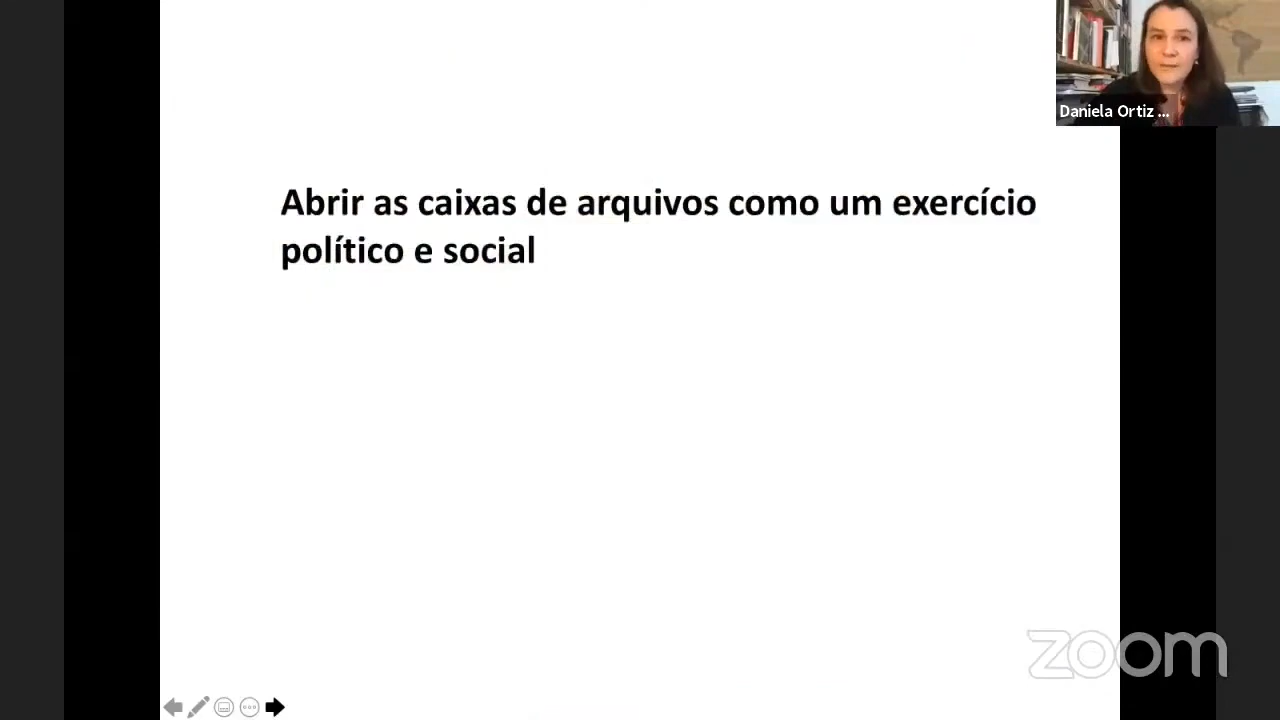 Daniela Ortiz ...
Abrir as caixas de arquivos como um exercício
político e social
zoom